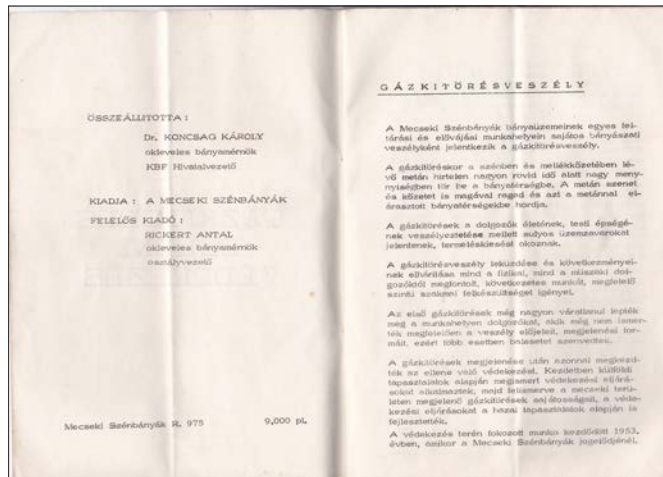 ÖSSZEÁLLITOTTA :
Dr. KONCSAG KÁROLY
okleveles bányamérnök
KBF Hivatalvezető
KIADJA : A MECSEKI SZÉNBÁNYÁK
FELELŐS KIADÓ :
RICKERT ANTAL
okleveles bányamérnök
osztályvezető
Mecseki Szénbányák R. 975 9,000 pl.
GÁZKITÖRÉSVESZÉLY
A Mecseki Szénbányák bányaüzemeinek egyes fel-
tárási és elővájási munkahelyein sajátos bányászati
veszélyként jelentkezik a gázkitörésveszély.
A gázkitöréskor a szénben és mellékkőzetében lé-
vő metán hirtelen nagyon rövid idő alatt nagy meny-
nyiségben tör be a bányatérségbe. A metán szenet
és kőzetet is magával ragad és azt a metánnal el-
árasztott bányatérségekbe hordja.
A gázkitörések a dolgozók életének, testi épségé-
nek veszélyeztetése mellett sulyos üzemzavarokat
jelentenek, termeléskiesést okoznak.
A gázkitörésveszély leküzdése és következményei-
nek elhárítása mind a fizikai, mind a müszaki dol-
gozóktól megfontolt, következetes munkát, megfelelő
szintü szakmai felkészültséget igényel.
Az első gázkitörések még nagyon váratlanul lepték
meg a munkahelyen dolgozókat, akik még nem ismer-
ték megfelelően a veszély előjeleit, megjelenési for-
máit, ezért több esetben balesetet szenvedtek.
A gázkitörések megjelenése után azonnal megkezd-
ték az ellene való védekezést. Kezdetben külföldi
tapasztalatok alapján megismert védekezési eljárá-
sokat alkalmaztak, majd felismerve a mecseki terü-
leten megjelenő gázkitörések sajátosságait, a véde-
kezési eljárásokat a hazai tapasztalatok alapján is
fejlesztették.
A védekezés terén fokozott munka kezdődött 1953.
évben, amikor a Mecseki Szénbányák jogelődjénél,